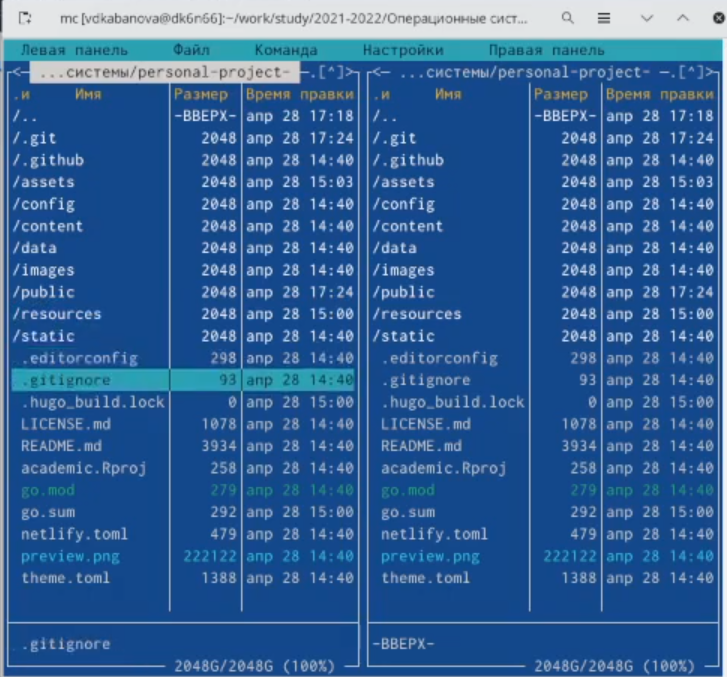 mc [vdkabanova@dk6n66]:~/work/study/2021-2022/Операционные сист...
Левая панель Файл Команда Настройки Правая панель
<— ...системы/personal-project- —.[^]> <— ...системы/personal-project- —.[^]>
.и Имя Размер Время правки .и Имя Размер Время правки
/.. -ВВЕРХ- апр 28 17:18 /.. -ВВЕРХ- апр 28 17:18
/.git 2048 апр 28 17:24 /.git 2048 апр 28 17:24
/.github 2048 апр 28 14:40 /.github 2048 апр 28 14:40
/assets 2048 апр 28 15:03 /assets 2048 апр 28 15:03
/config 2048 апр 28 14:40 /config 2048 апр 28 14:40
/content 2048 апр 28 14:40 /content 2048 апр 28 14:40
/data 2048 апр 28 14:40 /data 2048 апр 28 14:40
/images 2048 апр 28 14:40 /images 2048 апр 28 14:40
/public 2048 апр 28 17:24 /public 2048 апр 28 17:24
/resources 2048 апр 28 15:00 /resources 2048 апр 28 15:00
/static 2048 апр 28 14:40 /static 2048 апр 28 14:40
.editorconfig 298 апр 28 14:40 .editorconfig 298 апр 28 14:40
.gitignore 93 апр 28 14:40 .gitignore 93 апр 28 14:40
.hugo_build.lock 0 апр 28 15:00 .hugo_build.lock 0 апр 28 15:00
LICENSE.md 1078 апр 28 14:40 LICENSE.md 1078 апр 28 14:40
README.md 3934 апр 28 14:40 README.md 3934 апр 28 14:40
academic.Rproj 258 апр 28 14:40 academic.Rproj 258 апр 28 14:40
go.mod 279 апр 28 14:40 go.mod 279 апр 28 14:40
go.sum 292 апр 28 15:00 go.sum 292 апр 28 15:00
netlify.toml 479 апр 28 14:40 netlify.toml 479 апр 28 14:40
preview.png 222122 апр 28 14:40 preview.png 222122 апр 28 14:40
theme.toml 1388 апр 28 14:40 theme.toml 1388 апр 28 14:40
.gitignore -ВВЕРХ-
2048G/2048G (100%) 2048G/2048G (100%)